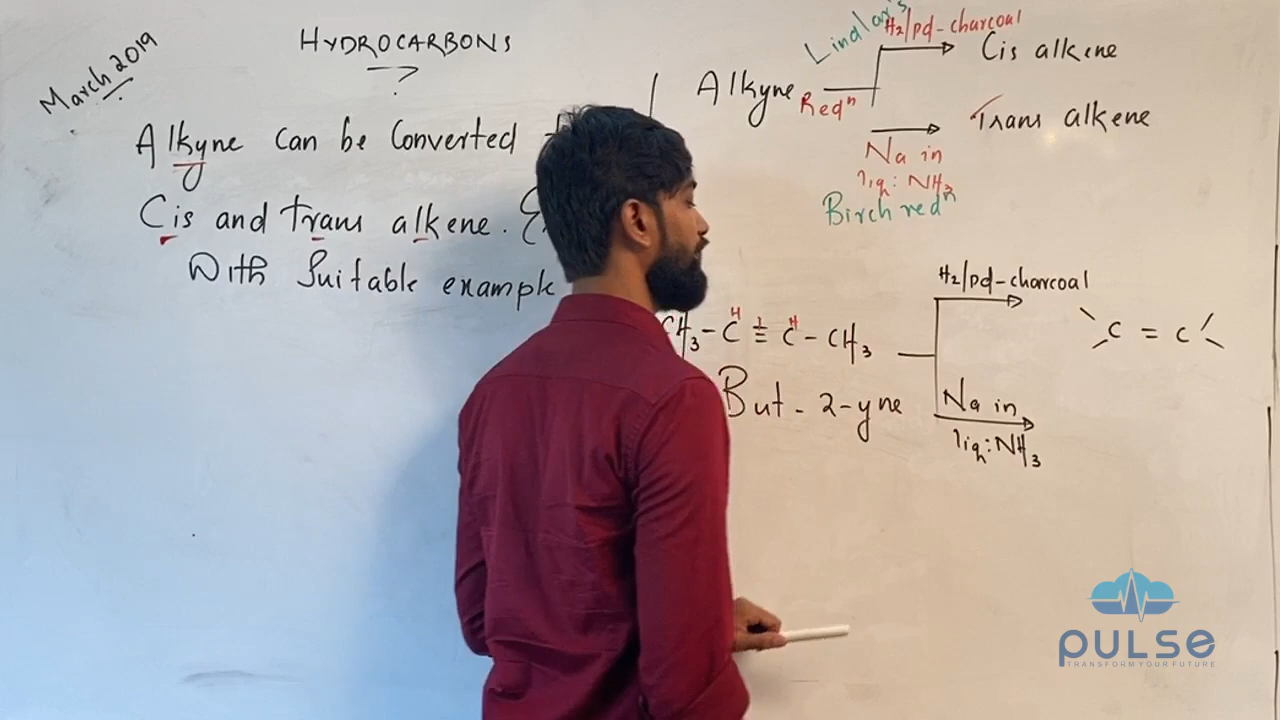 March 2019
HYDROCARBONS
?
Alkyne can be Converted
Cis and trans alkene.
With Suitable example
Lindlar's
H2/pd-charcoal
Cis alkene
Alkyne
Redn
Trans alkene
Na in
liq: NH3
Birch redn
H2/pd-charcoal
H H
CH3-C ≡ C-CH3
C = C
But-2-yne
Na in
liq:NH3
PULSE
TRANSFORM YOUR FUTURE